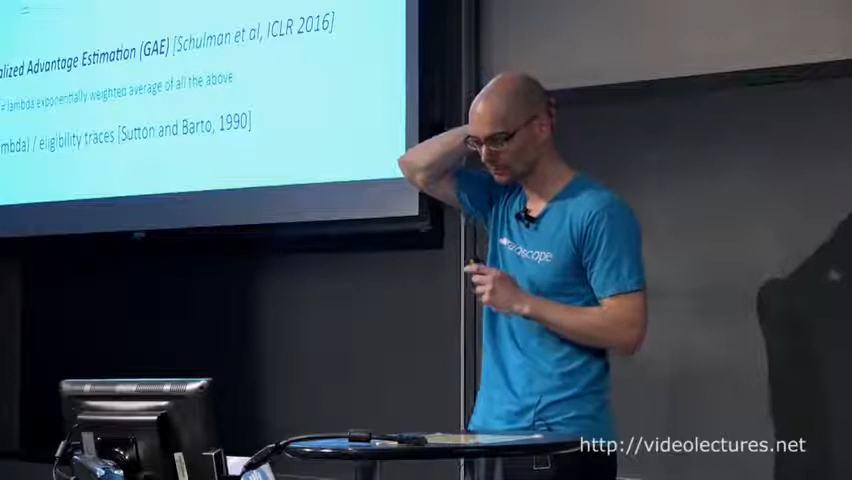 alized Advantage Estimation (GAE) [Schulman et al, ICLR 2016]
= lambda exponentially weighted average of all the above
mbda) / eligibility traces [Sutton and Barto, 1990]
http://videolectures.net